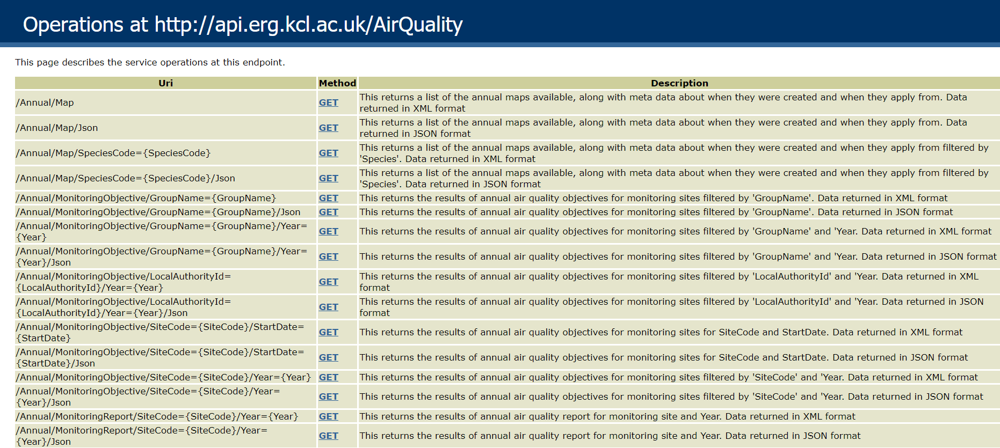 Operations at http://api.erg.kcl.ac.uk/AirQuality
This page describes the service operations at this endpoint.
Uri Method Description
/Annual/Map GET This returns a list of the annual maps available, along with meta data about when they were created and when they apply from. Data
returned in XML format
/Annual/Map/Json GET This returns a list of the annual maps available, along with meta data about when they were created and when they apply from. Data
returned in JSON format
/Annual/Map/SpeciesCode={SpeciesCode} GET This returns a list of the annual maps available, along with meta data about when they were created and when they apply from filtered by
'Species'. Data returned in XML format
/Annual/Map/SpeciesCode={SpeciesCode}/Json GET This returns a list of the annual maps available, along with meta data about when they were created and when they apply from filtered by
'Species'. Data returned in JSON format
/Annual/MonitoringObjective/GroupName={GroupName} GET This returns the results of annual air quality objectives for monitoring sites filtered by 'GroupName'. Data returned in XML format
/Annual/MonitoringObjective/GroupName={GroupName}/Json GET This returns the results of annual air quality objectives for monitoring sites filtered by 'GroupName'. Data returned in JSON format
/Annual/MonitoringObjective/GroupName={GroupName}/Year=
{Year} GET This returns the results of annual air quality objectives for monitoring sites filtered by 'GroupName' and 'Year. Data returned in XML format
/Annual/MonitoringObjective/GroupName={GroupName}/Year=
{Year}/Json GET This returns the results of annual air quality objectives for monitoring sites filtered by 'GroupName' and 'Year. Data returned in JSON format
/Annual/MonitoringObjective/LocalAuthorityId=
{LocalAuthorityId}/Year={Year} GET This returns the results of annual air quality objectives for monitoring sites filtered by 'LocalAuthorityId' and 'Year. Data returned in XML
format
/Annual/MonitoringObjective/LocalAuthorityId=
{LocalAuthorityId}/Year={Year}/Json GET This returns the results of annual air quality objectives for monitoring sites filtered by 'LocalAuthorityId' and 'Year. Data returned in JSON
format
/Annual/MonitoringObjective/SiteCode={SiteCode}/StartDate=
{StartDate} GET This returns the results of annual air quality objectives for monitoring sites for SiteCode and StartDate. Data returned in XML format
/Annual/MonitoringObjective/SiteCode={SiteCode}/StartDate=
{StartDate}/Json GET This returns the results of annual air quality objectives for monitoring sites for SiteCode and StartDate. Data returned in JSON format
/Annual/MonitoringObjective/SiteCode={SiteCode}/Year={Year} GET This returns the results of annual air quality objectives for monitoring sites filtered by 'SiteCode' and 'Year. Data returned in XML format
/Annual/MonitoringObjective/SiteCode={SiteCode}/Year=
{Year}/Json GET This returns the results of annual air quality objectives for monitoring sites filtered by 'SiteCode' and 'Year. Data returned in JSON format
/Annual/MonitoringReport/SiteCode={SiteCode}/Year={Year} GET This returns the results of annual air quality report for monitoring site and Year. Data returned in XML format
/Annual/MonitoringReport/SiteCode={SiteCode}/Year=
{Year}/Json GET This returns the results of annual air quality report for monitoring site and Year. Data returned in JSON format